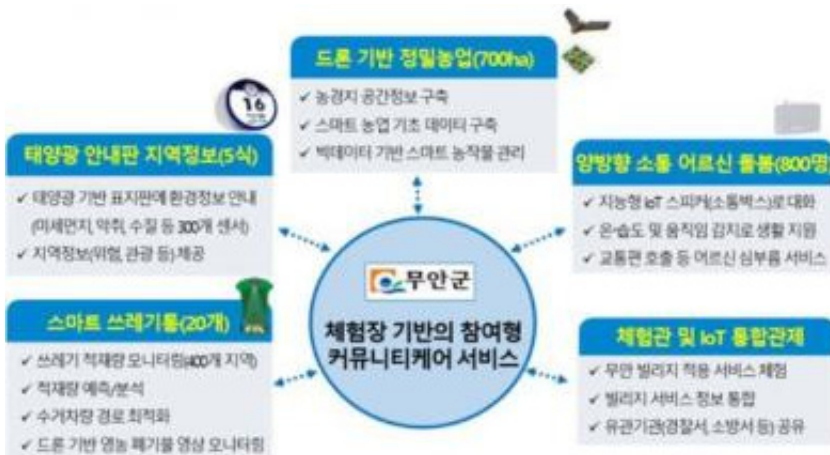 드론 기반 정밀농업(700ha)
✓ 농경지 공간정보 구축
✓ 스마트 농업 기초 데이터 구축
✓ 빅데이터 기반 스마트 농작물 관리
16
태양광 안내판 지역정보(5식)
✓ 태양광 기반 표지판에 환경정보 안내
(미세먼지, 악취, 수질 등 300개 센서)
✓ 지역정보(위험, 관광 등) 제공
양방향 소통 어르신 돌봄(800명)
✓ 지능형 IoT 스피커(소통박스)로 대화
✓ 온·습도 및 움직임 감지로 생활 지원
✓ 교통편 호출 등 어르신 심부름 서비스
무안군
체험장 기반의 참여형
커뮤니티케어 서비스
스마트 쓰레기통(20개)
✓ 쓰레기 적재량 모니터링(400개 지역)
✓ 적재량 예측/분석
✓ 수거차량 경로 최적화
✓ 드론 기반 영농 폐기물 영상 모니터링
체험관 및 IoT 통합관제
✓ 무안 빌리지 적용 서비스 체험
✓ 빌리지 서비스 정보 통합
✓ 유관기관(경찰서, 소방서 등) 공유